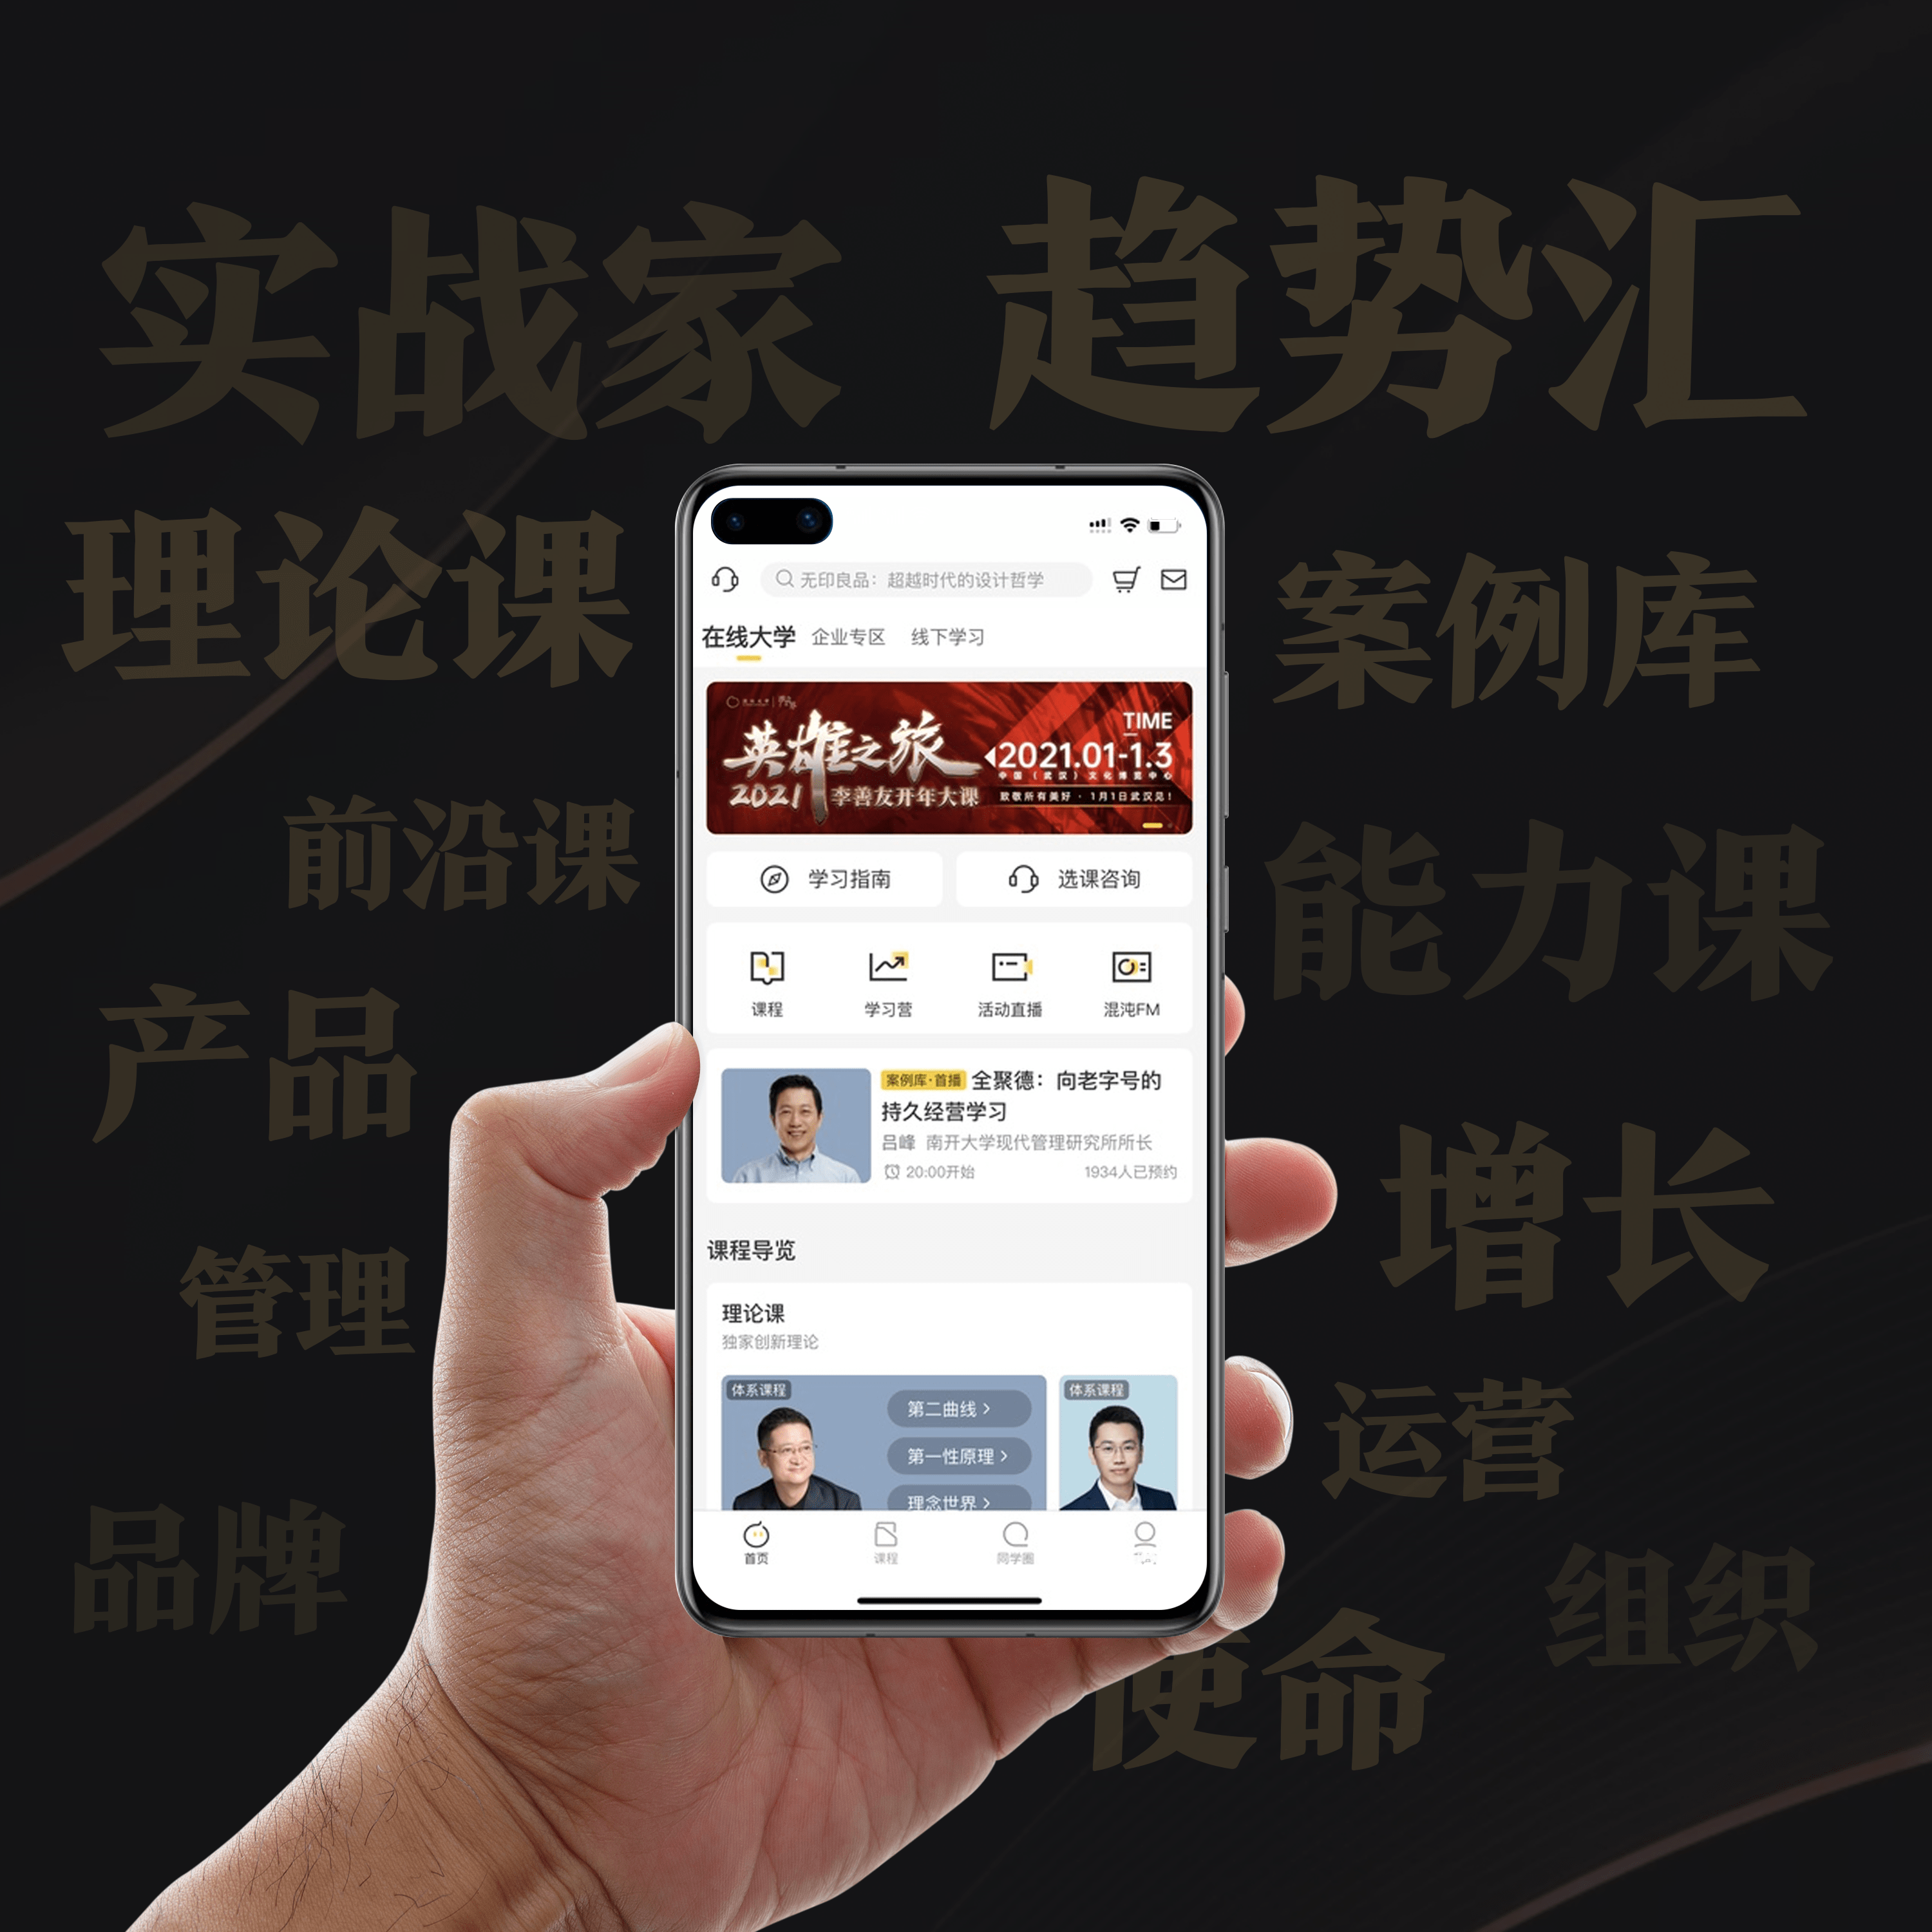 实战家 趋势汇
理论课
案例库
前沿课
能力课
产品
增长
管理
运营
品牌
组织
使命
无印良品：超越时代的设计哲学
在线大学 企业专区 线下学习
英雄之旅
2021 李善友开年大课
TIME
2021.01-1.3
中国（武汉）文化博览中心
致敬所有美好·1月1日武汉见！
学习指南 选课咨询
课程 学习营 活动直播 混沌FM
案例库·首播 全聚德：向老字号的
持久经营学习
吕峰 南开大学现代管理研究所所长
20:00开始 1934人已预约
课程导览
理论课
独家创新理论
体系课程 体系课程
第二曲线 >
第一性原理 >
理念世界 >
首页 课程 同学圈